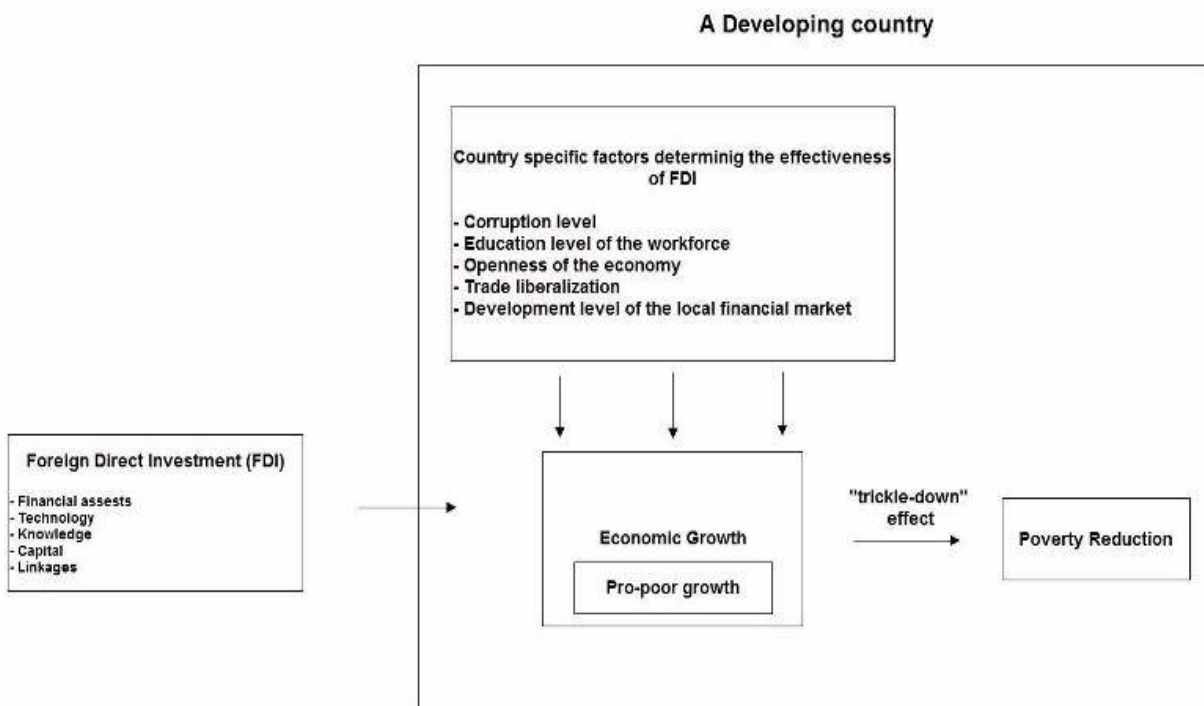 A Developing country
Country specific factors determinig the effectiveness
of FDI
- Corruption level
- Education level of the workforce
- Openness of the economy
- Trade liberalization
- Development level of the local financial market
Foreign Direct Investment (FDI)
- Financial assests
- Technology
- Knowledge
- Capital
- Linkages
Economic Growth
Pro-poor growth
"trickle-down"
effect
Poverty Reduction